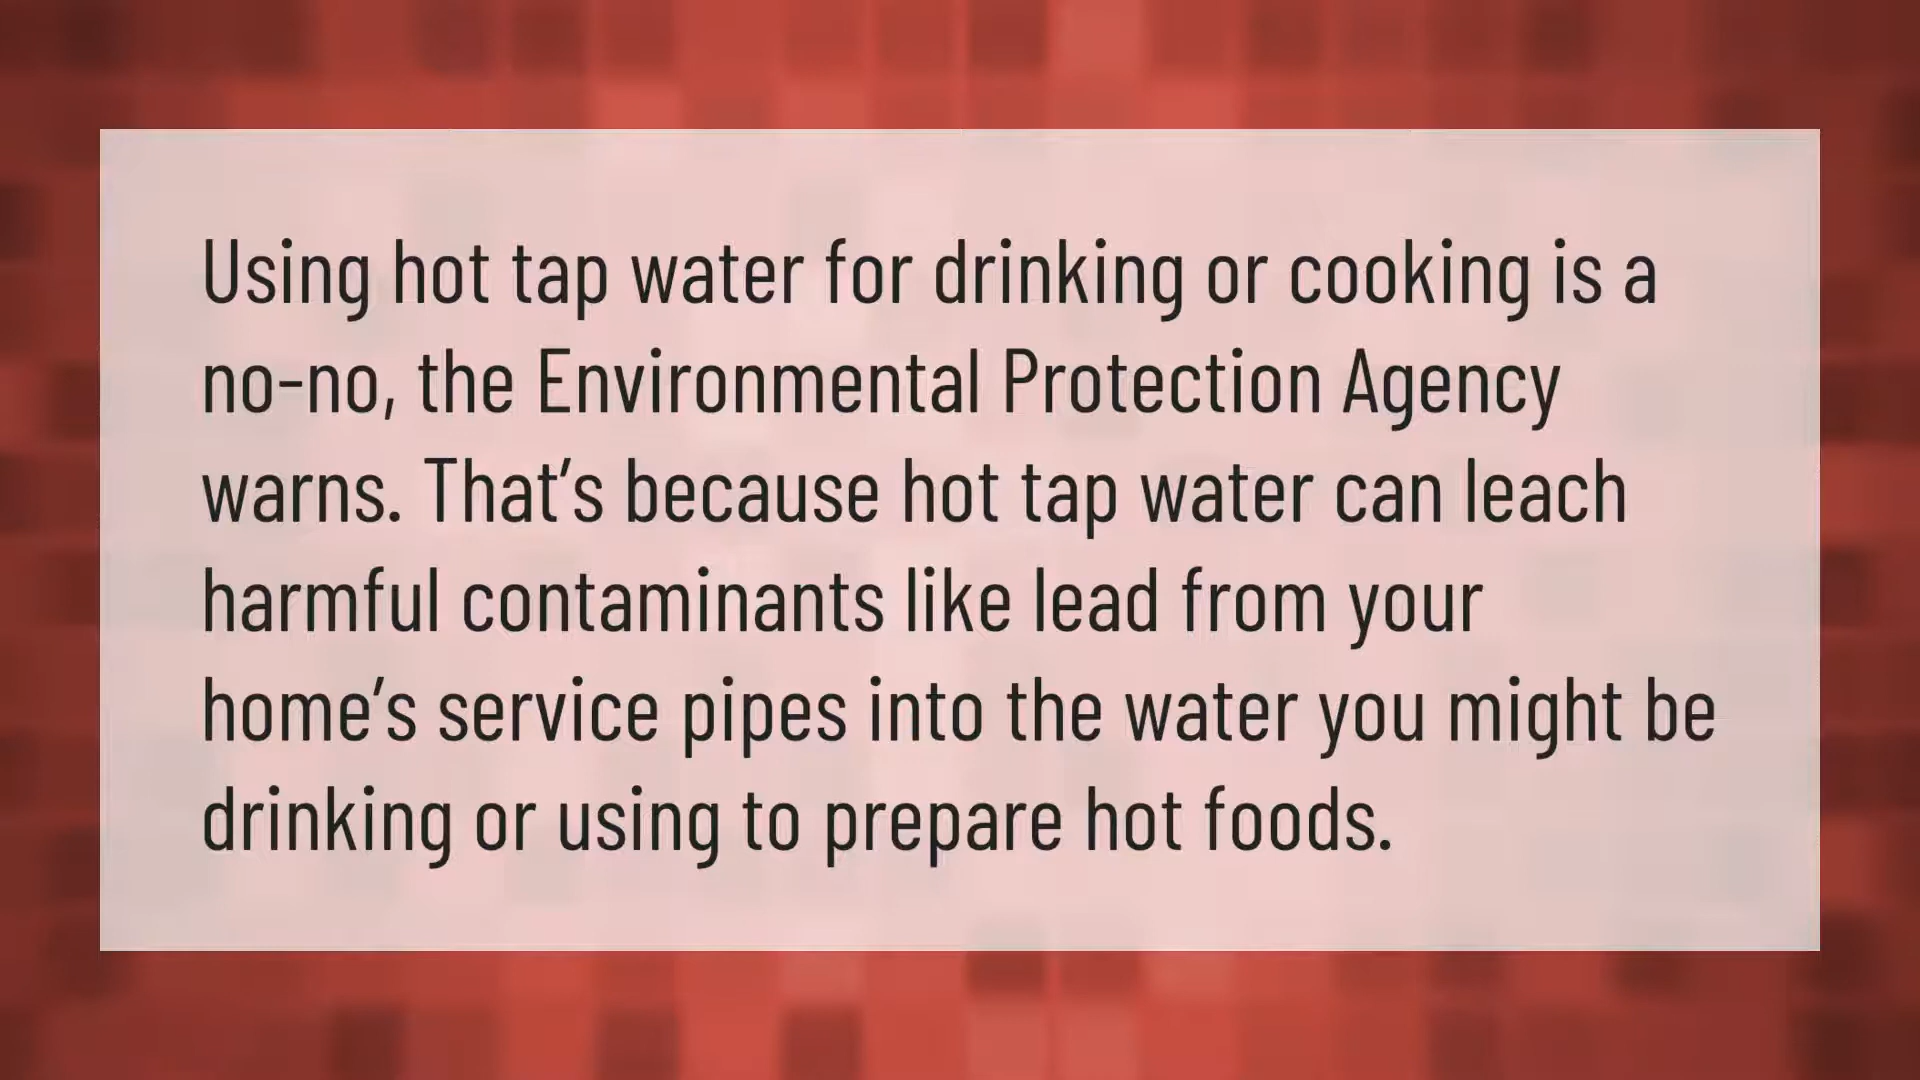 Using hot tap water for drinking or cooking is a
no-no, the Environmental Protection Agency
warns. That’s because hot tap water can leach
harmful contaminants like lead from your
home’s service pipes into the water you might be
drinking or using to prepare hot foods.